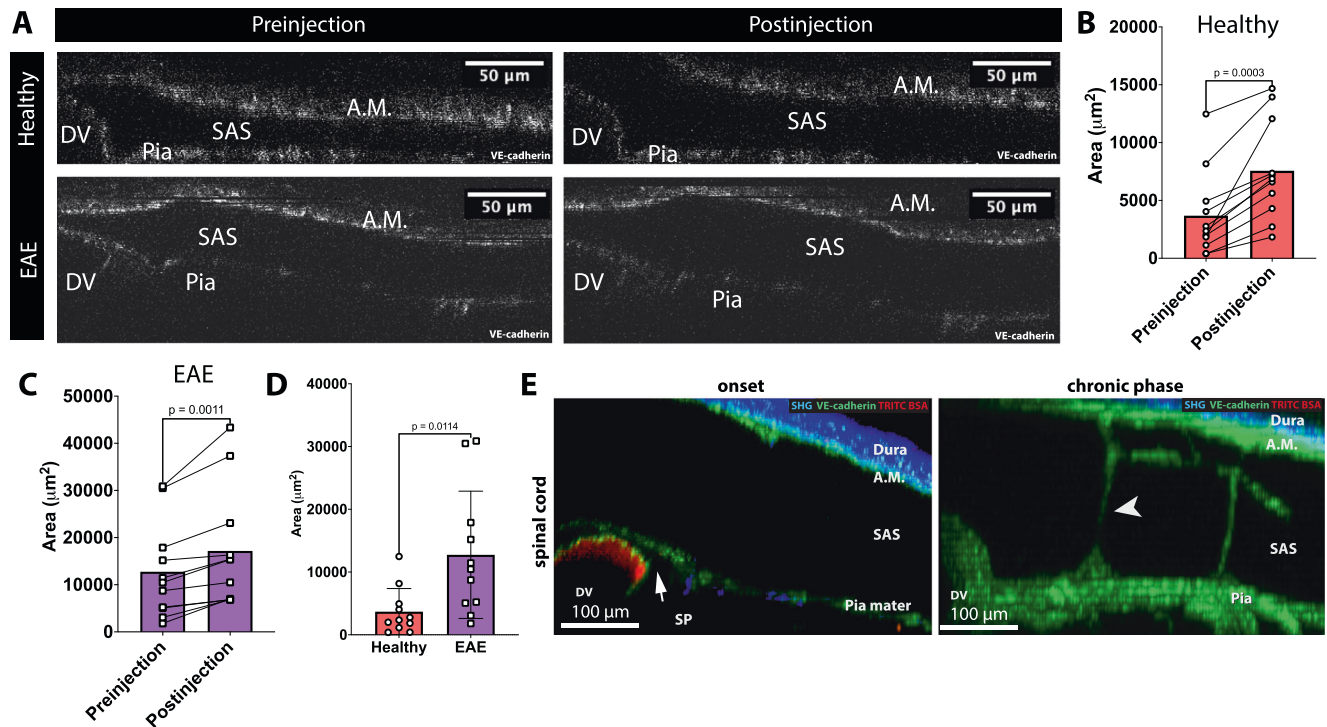 A
Preinjection
Postinjection
Healthy
50 µm
A.M.
DV
SAS
Pia
VE-cadherin
50 µm
A.M.
SAS
DV
Pia
VE-cadherin
EAE
50 µm
A.M.
SAS
DV
Pia
VE-cadherin
50 µm
A.M.
SAS
DV
Pia
VE-cadherin
B
Healthy
p = 0.0003
Area (µm²)
20000
15000
10000
5000
0
Preinjection
Postinjection
C
EAE
p = 0.0011
Area (µm²)
50000
40000
30000
20000
10000
0
Preinjection
Postinjection
D
p = 0.0114
Area (µm²)
40000
30000
20000
10000
0
Healthy
EAE
E
onset
chronic phase
spinal cord
SHG VE-cadherin TRITC BSA
Dura
A.M.
SAS
DV
100 µm
SP
Pia mater
SHG VE-cadherin TRITC BSA
Dura
A.M.
SAS
DV
100 µm
Pia